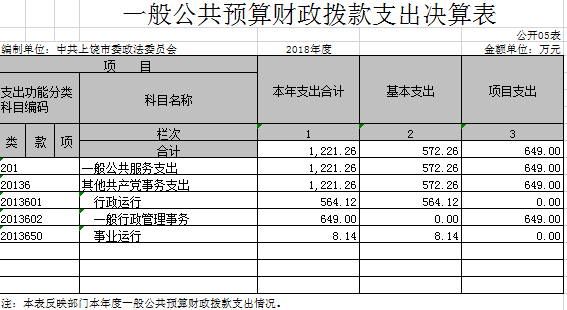 一般公共预算财政拨款支出决算表
公开05表
编制单位：中共上饶市委政法委员会 2018年度 金额单位：万元
项 目 本年支出合计 基本支出 项目支出
支出功能分类科目编码 科目名称
类 款 项 栏次 1 2 3
合计 1,221.26 572.26 649.00
201 一般公共服务支出 1,221.26 572.26 649.00
20136 其他共产党事务支出 1,221.26 572.26 649.00
2013601 行政运行 564.12 564.12 0.00
2013602 一般行政管理事务 649.00 0.00 649.00
2013650 事业运行 8.14 8.14 0.00
注：本表反映部门本年度一般公共预算财政拨款支出情况。